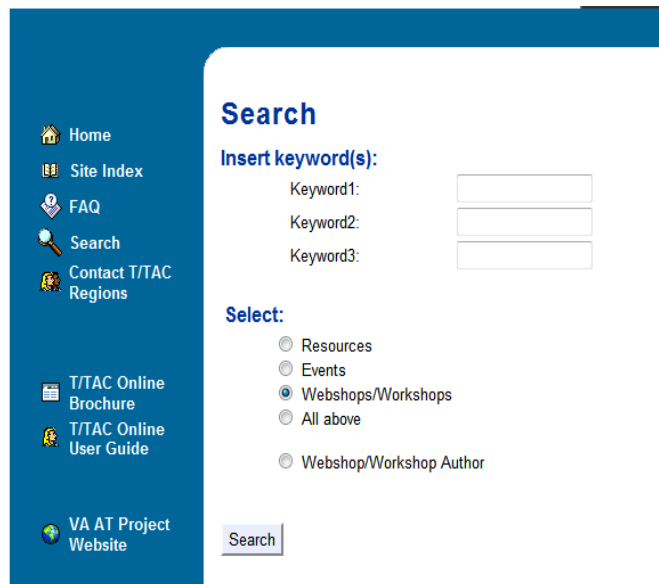 Home
Site Index
FAQ
Search
Contact T/TAC
Regions
T/TAC Online
Brochure
T/TAC Online
User Guide
VA AT Project
Website
Search
Insert keyword(s):
Keyword1:
Keyword2:
Keyword3:
Select:
Resources
Events
Webshops/Workshops
All above
Webshop/Workshop Author
Search